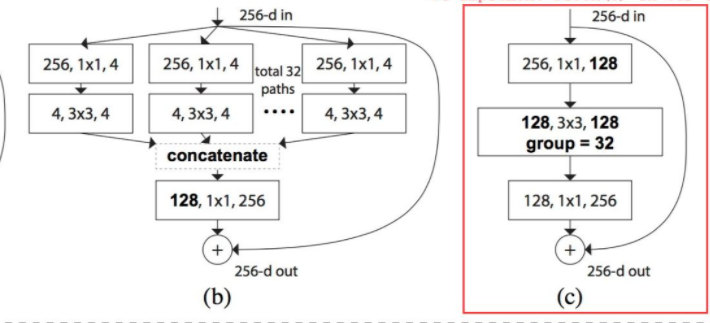 256-d in
256, 1x1, 4
256, 1x1, 4
256, 1x1, 4
total 32
paths
4, 3x3, 4
4, 3x3, 4
....
4, 3x3, 4
concatenate
128, 1x1, 256
+
256-d out
(b)
256-d in
256, 1x1, 128
128, 3x3, 128
group = 32
128, 1x1, 256
+
256-d out
(c)